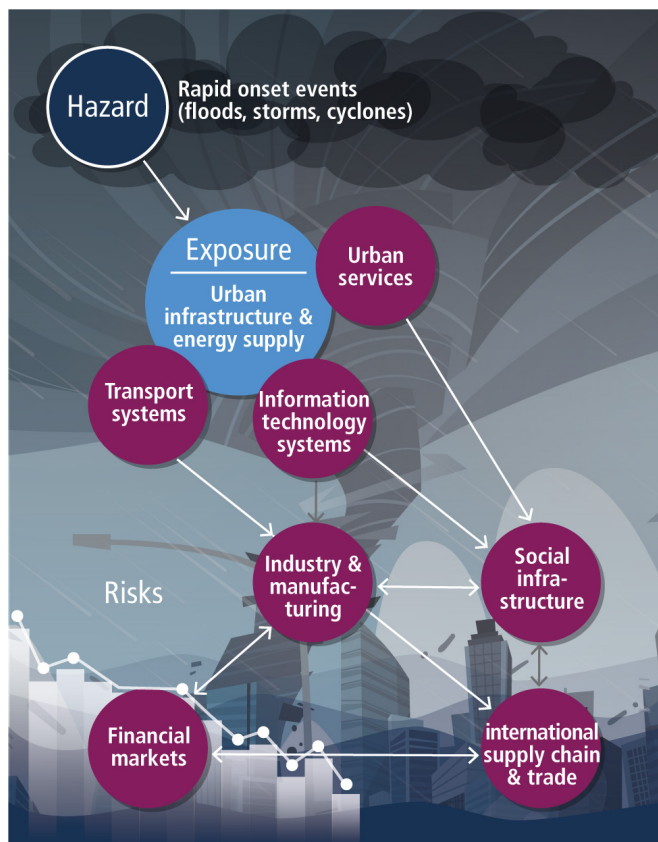 Hazard
Rapid onset events
(floods, storms, cyclones)
Exposure
Urban
infrastructure &
energy supply
Urban
services
Transport
systems
Information
technology
systems
Industry &
manufac-
turing
Social
infra-
structure
Risks
Financial
markets
international
supply chain
& trade